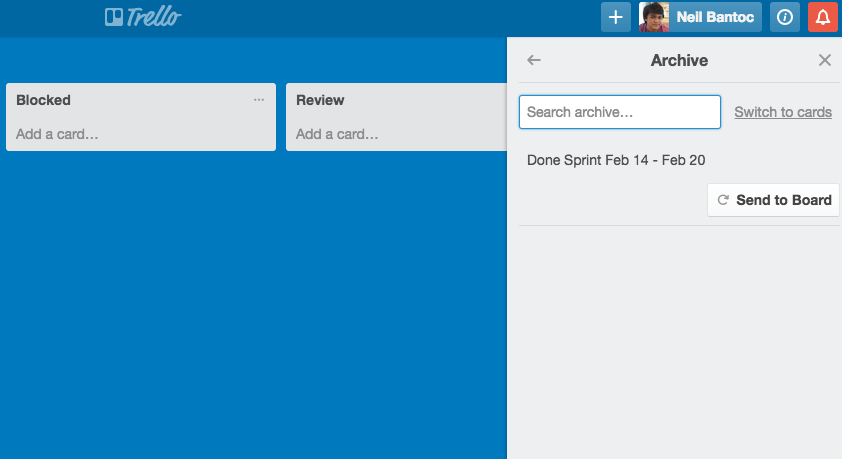 Trello
Neil Bantoc
Blocked
Add a card…
Review
Add a card…
Archive
Search archive…
Switch to cards
Done Sprint Feb 14 - Feb 20
Send to Board